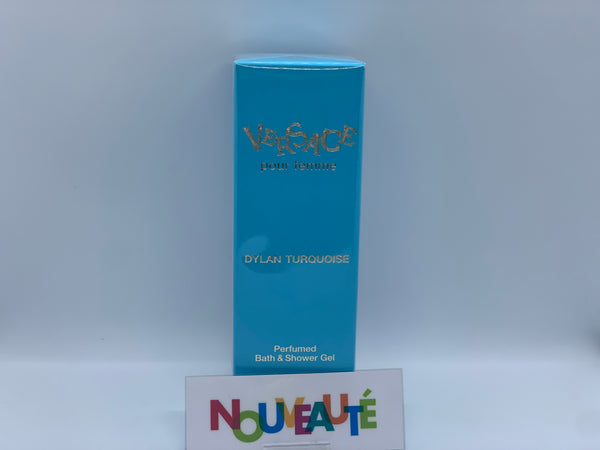 VERSACE
pour femme
DYLAN TURQUOISE
Perfumed
Bath & Shower Gel
NOUVEAUTÉ